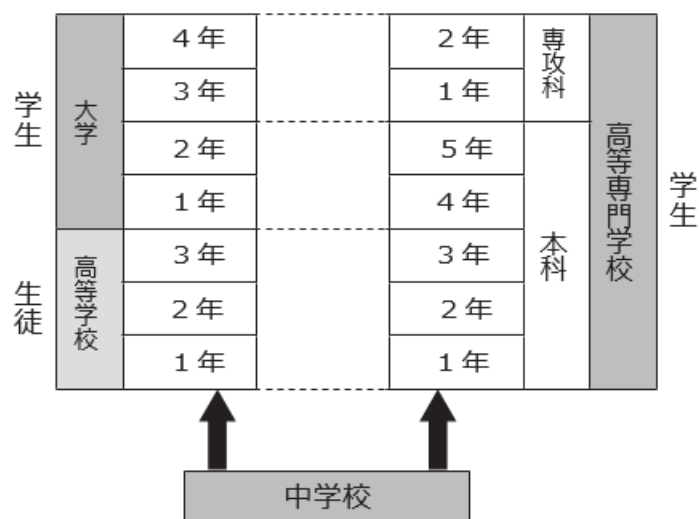 学生
大学
4年
3年
2年
1年
生徒
高等学校
3年
2年
1年
2年
1年
専攻科
5年
4年
3年
2年
1年
本科
高等専門学校
学生
中学校